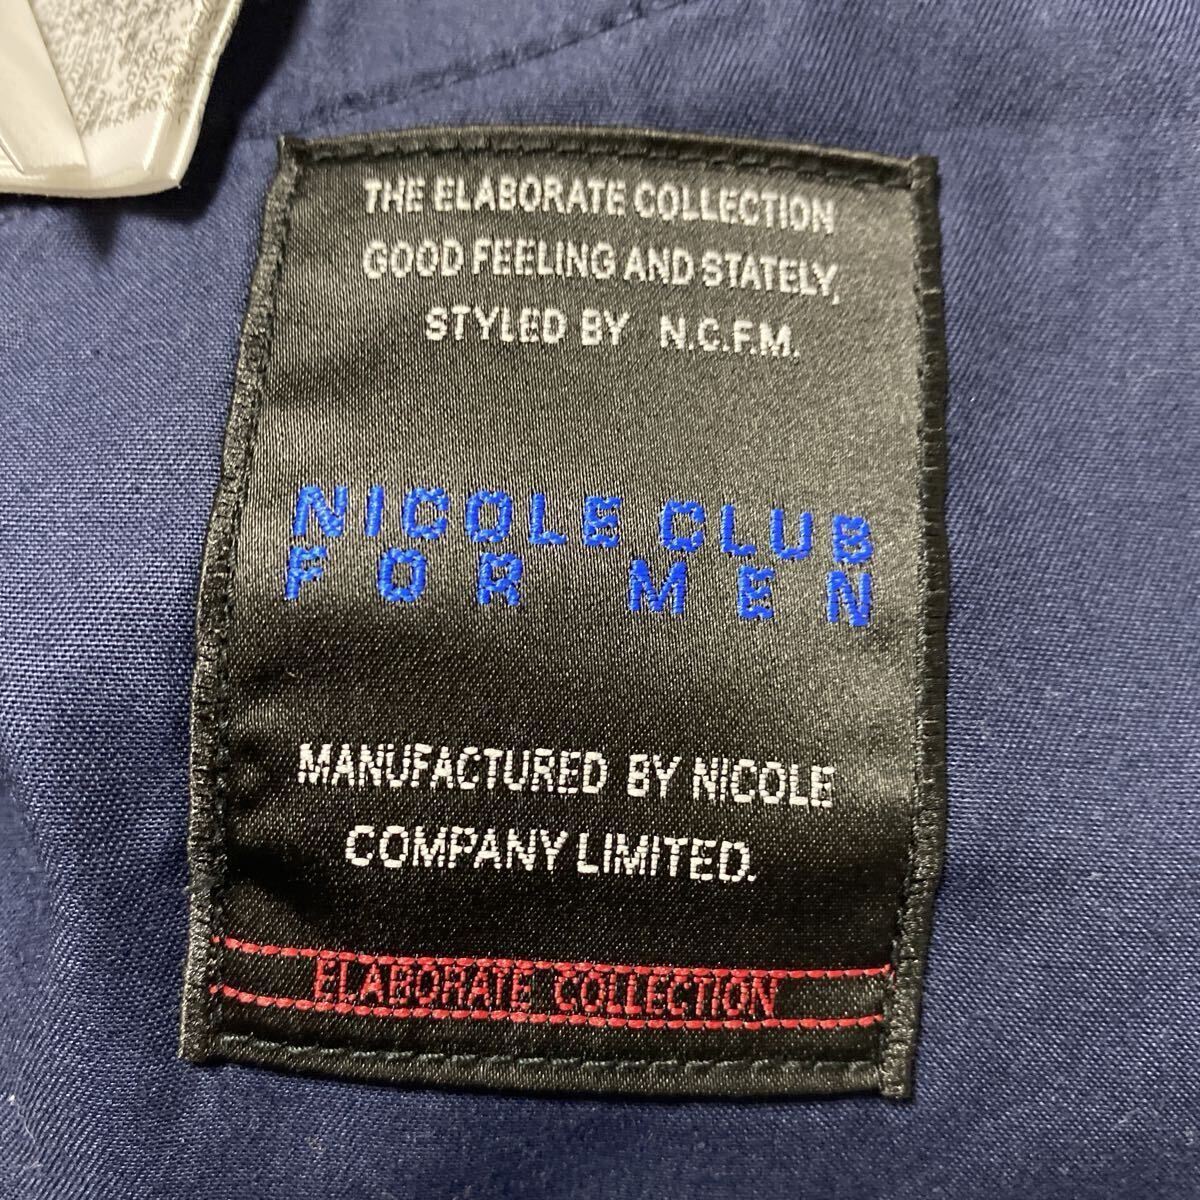 THE ELABORATE COLLECTION
GOOD FEELING AND STATELY,
STYLED BY N.C.F.M.
NICOLE CLUB
FOR MEN
MANUFACTURED BY NICOLE
COMPANY LIMITED.
ELABORATE COLLECTION